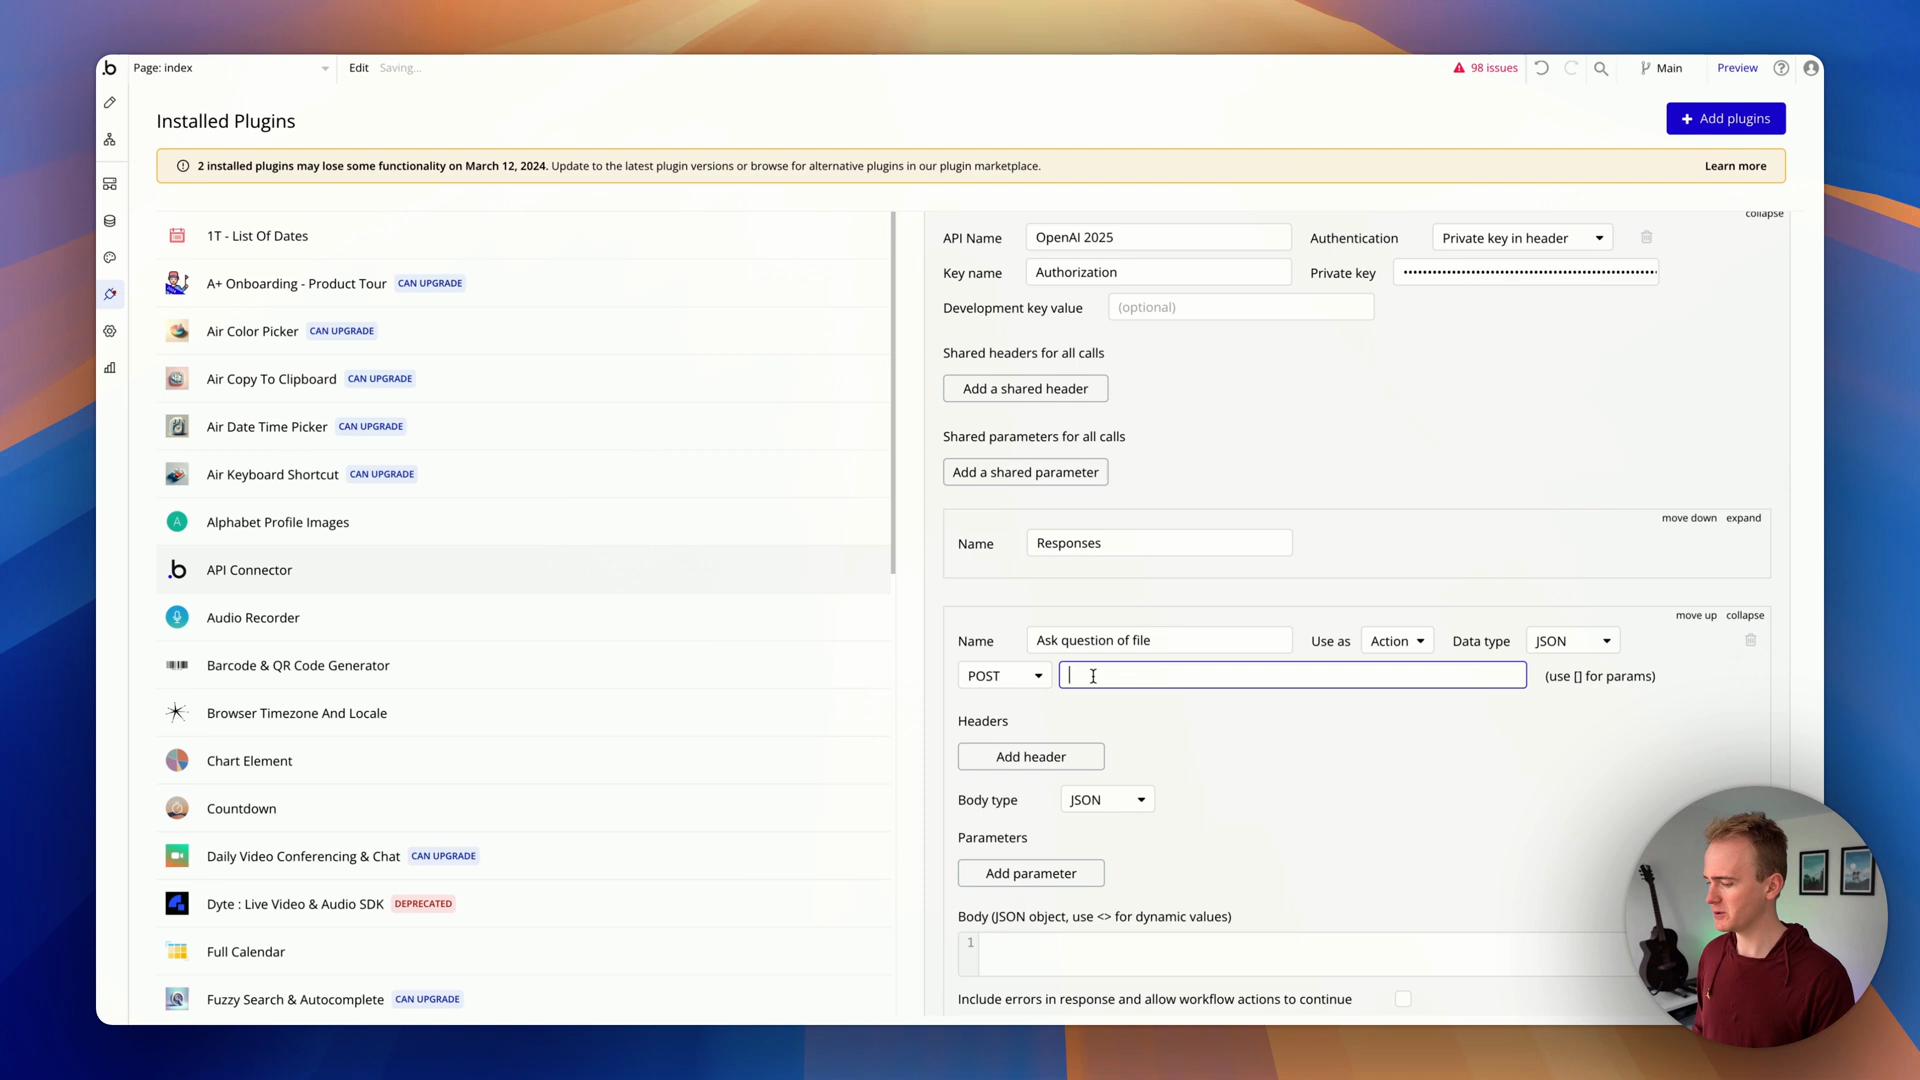 .b Page: index Edit Saving... 98 issues Main Preview
Installed Plugins
+ Add plugins
2 installed plugins may lose some functionality on March 12, 2024. Update to the latest plugin versions or browse for alternative plugins in our plugin marketplace. Learn more
1T - List Of Dates
A+ Onboarding - Product Tour CAN UPGRADE
Air Color Picker CAN UPGRADE
Air Copy To Clipboard CAN UPGRADE
Air Date Time Picker CAN UPGRADE
Air Keyboard Shortcut CAN UPGRADE
A Alphabet Profile Images
.b API Connector
Audio Recorder
Barcode & QR Code Generator
Browser Timezone And Locale
Chart Element
Countdown
Daily Video Conferencing & Chat CAN UPGRADE
Dyte : Live Video & Audio SDK DEPRECATED
Full Calendar
Fuzzy Search & Autocomplete CAN UPGRADE
collapse
API Name OpenAI 2025 Authentication Private key in header
Key name Authorization Private key
Development key value (optional)
Shared headers for all calls
Add a shared header
Shared parameters for all calls
Add a shared parameter
move down expand
Name Responses
move up collapse
Name Ask question of file Use as Action Data type JSON
POST (use [] for params)
Headers
Add header
Body type JSON
Parameters
Add parameter
Body (JSON object, use <> for dynamic values)
1
Include errors in response and allow workflow actions to continue